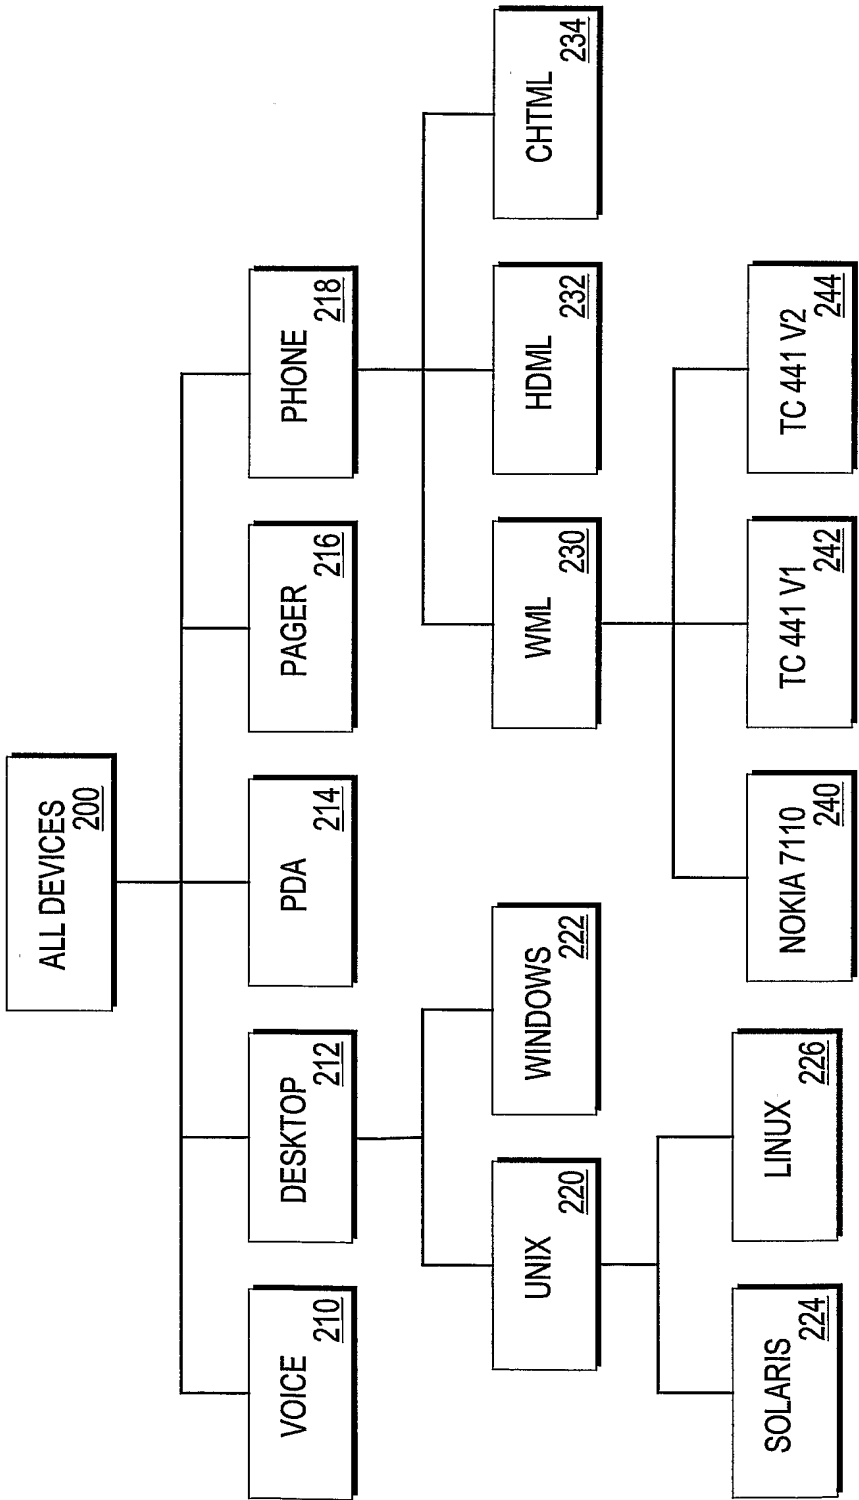 ALL DEVICES
200
VOICE
210
DESKTOP
212
PDA
214
PAGER
216
PHONE
218
UNIX
220
WINDOWS
222
WML
230
HDML
232
CHTML
234
SOLARIS
224
LINUX
226
NOKIA 7110
240
TC 441 V1
242
TC 441 V2
244